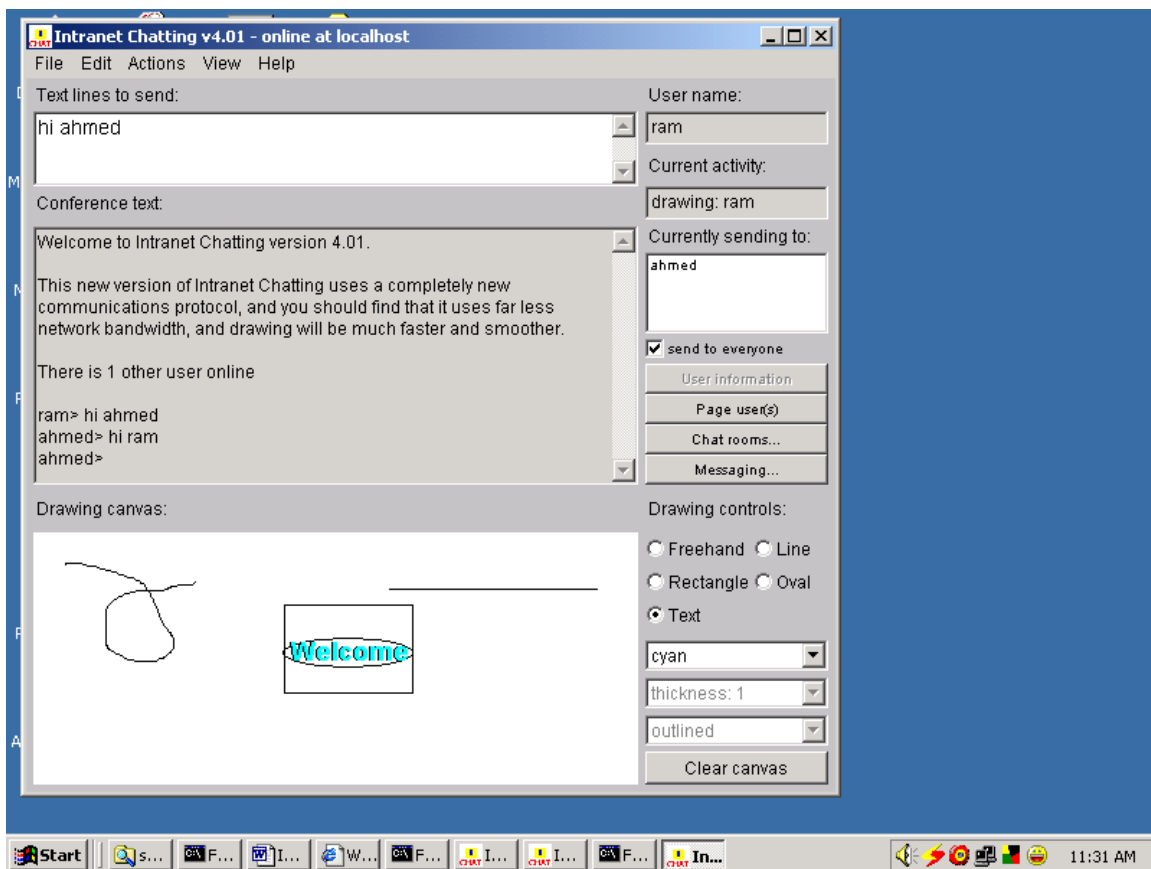 Intranet Chatting v4.01 - online at localhost
File Edit Actions View Help
Text lines to send:
hi ahmed
User name:
ram
Current activity:
drawing: ram
Conference text:
Welcome to Intranet Chatting version 4.01.
This new version of Intranet Chatting uses a completely new
communications protocol, and you should find that it uses far less
network bandwidth, and drawing will be much faster and smoother.
There is 1 other user online
ram> hi ahmed
ahmed> hi ram
ahmed>
Currently sending to:
ahmed
send to everyone
User information
Page user(s)
Chat rooms...
Messaging...
Drawing canvas:
Welcome
Drawing controls:
Freehand Line
Rectangle Oval
Text
cyan
thickness: 1
outlined
Clear canvas
Start s... F... I... W... F... I... I... F... In... 11:31 AM